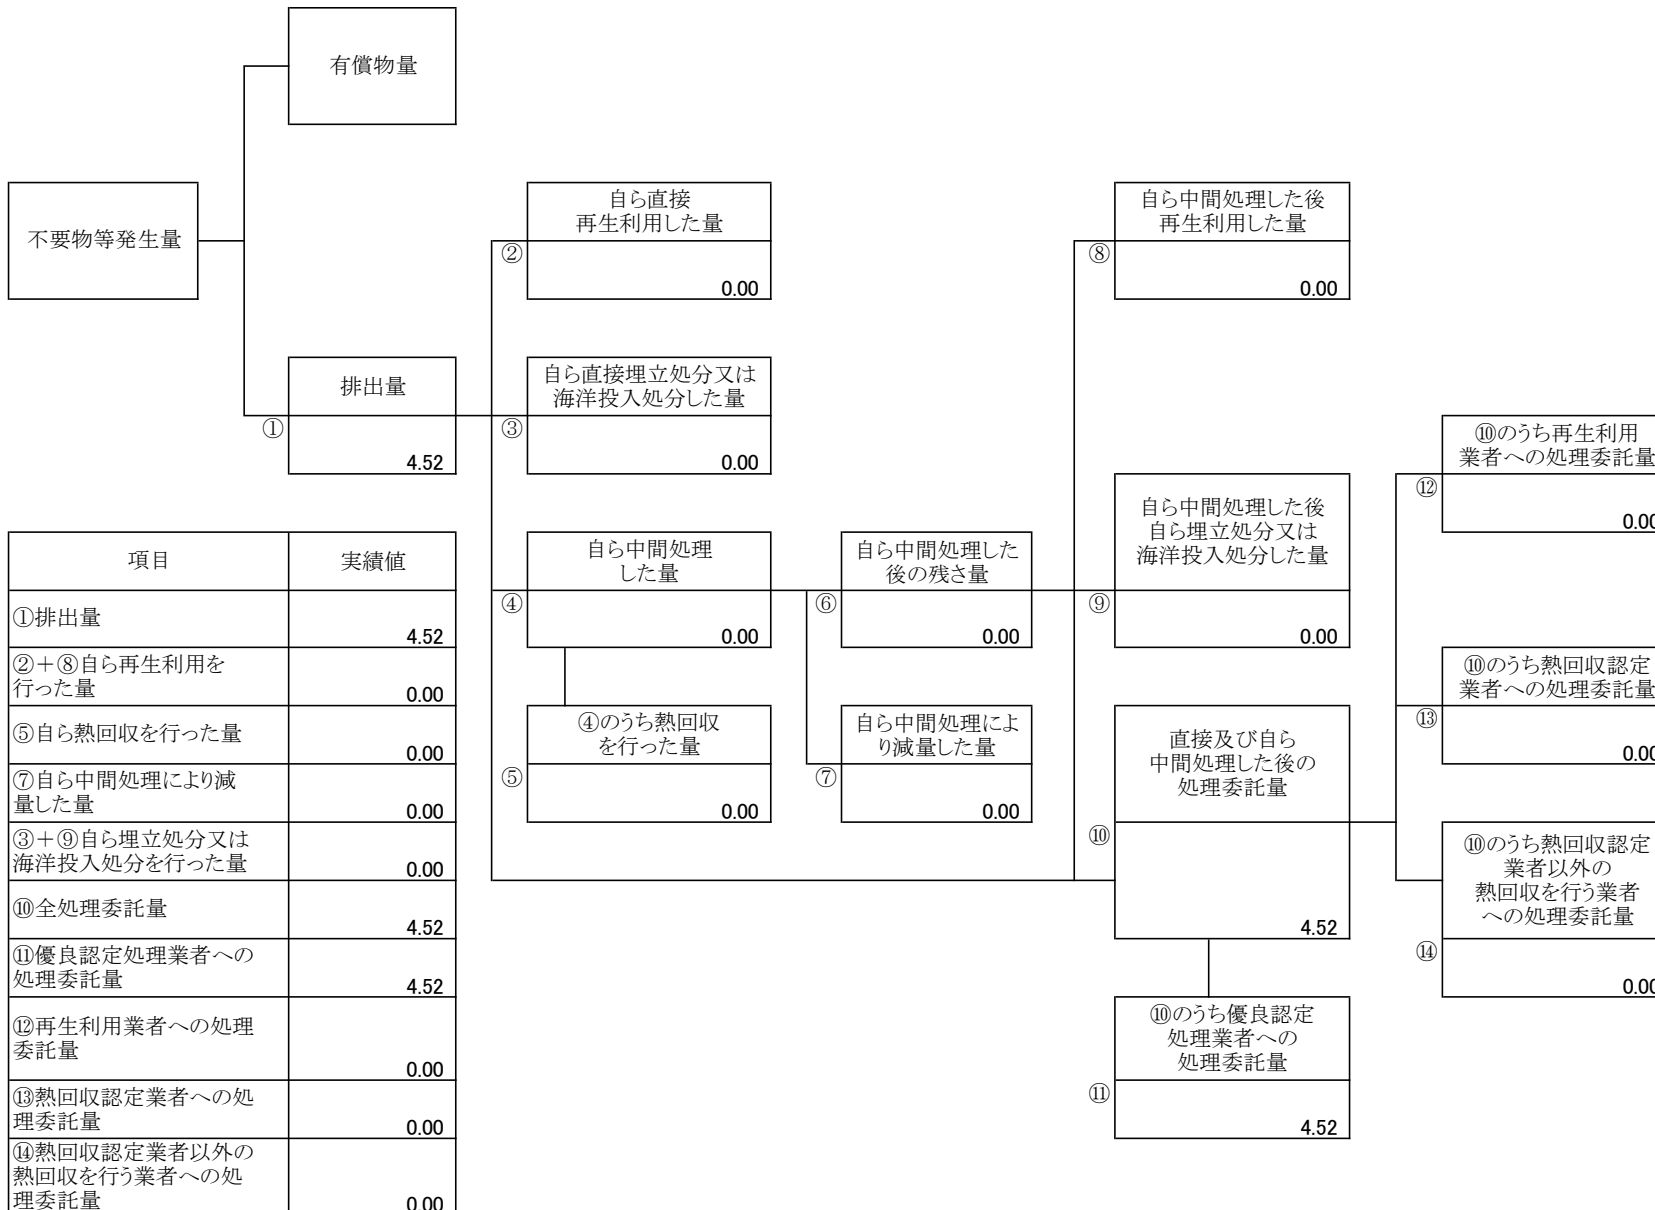 有償物量
不要物等発生量
自ら直接
再生利用した量
②
0.00
自ら中間処理した後
再生利用した量
⑧
0.00
排出量
①
4.52
自ら直接埋立処分又は
海洋投入処分した量
③
0.00
⑩のうち再生利用
業者への処理委託量
⑫
0.00
自ら中間処理した後
自ら埋立処分又は
海洋投入処分した量
⑨
0.00
自ら中間処理
した量
④
0.00
自ら中間処理した
後の残さ量
⑥
0.00
④のうち熱回収
を行った量
⑤
0.00
自ら中間処理によ
り減量した量
⑦
0.00
直接及び自ら
中間処理した後の
処理委託量
⑩
4.52
⑩のうち熱回収認定
業者への処理委託量
⑬
0.00
⑩のうち熱回収認定
業者以外の
熱回収を行う業者
への処理委託量
⑭
0.00
⑩のうち優良認定
処理業者への
処理委託量
⑪
4.52
項目 実績値
①排出量
4.52
②+⑧自ら再生利用を
行った量
0.00
⑤自ら熱回収を行った量
0.00
⑦自ら中間処理により減
量した量
0.00
③+⑨自ら埋立処分又は
海洋投入処分を行った量
0.00
⑩全処理委託量
4.52
⑪優良認定処理業者への
処理委託量
4.52
⑫再生利用業者への処理
委託量
0.00
⑬熱回収認定業者への処
理委託量
0.00
⑭熱回収認定業者以外の
熱回収を行う業者への処
理委託量
0.00